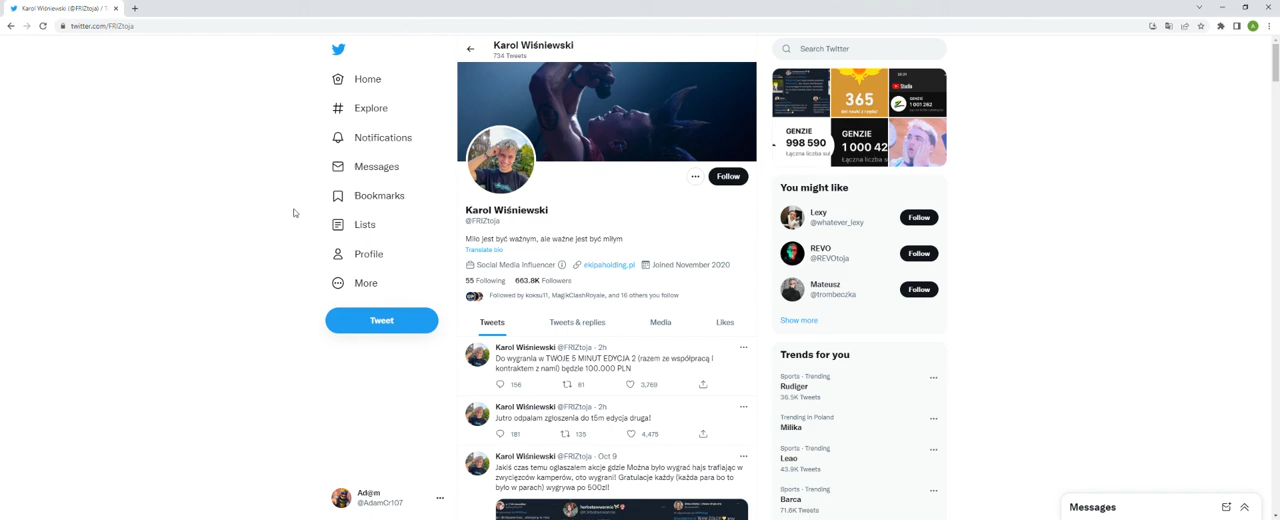 Karol Wiśniewski (@FRIZtoja) / T
twitter.com/FRIZtoja
Karol Wiśniewski
734 Tweets
Search Twitter
Home
Explore
Notifications
Messages
Bookmarks
Lists
Profile
More
Tweet
Ad@m
@AdamCr107
Follow
Karol Wiśniewski
@FRIZtoja
Miło jest być ważnym, ale ważne jest być miłym
Translate bio
Social Media Influencer ekipaholding.pl Joined November 2020
55 Following 663.8K Followers
Followed by koksu11, MagikClashRoyale, and 16 others you follow
Tweets Tweets & replies Media Likes
Karol Wiśniewski @FRIZtoja · 2h
Do wygrania w TWOJE 5 MINUT EDYCJA 2 (razem ze współpracą i
kontraktem z nami) będzie 100.000 PLN
156 81 3,769
Karol Wiśniewski @FRIZtoja · 2h
Jutro odpalam zgłoszenia do t5m edycja druga!
181 135 4,475
Karol Wiśniewski @FRIZtoja · Oct 9
Jakiś czas temu ogłaszałem akcje gdzie Można było wygrać hajs trafiając w
zwycięzców kamperów, oto wygrani! Gratulacje każdy (każda para bo to
było w parach) wygrywa po 500zł!
365
Studio
1 001 262
GENZIE
998 590
GENZIE
1 000 42
You might like
Lexy
@whatever_lexy
Follow
REVO
@REVOtoja
Follow
Mateusz
@trombeczka
Follow
Show more
Trends for you
Sports · Trending
Rudiger
36.5K Tweets
Trending in Poland
Milika
Sports · Trending
Leao
43.9K Tweets
Sports · Trending
Barca
71.6K Tweets
Messages